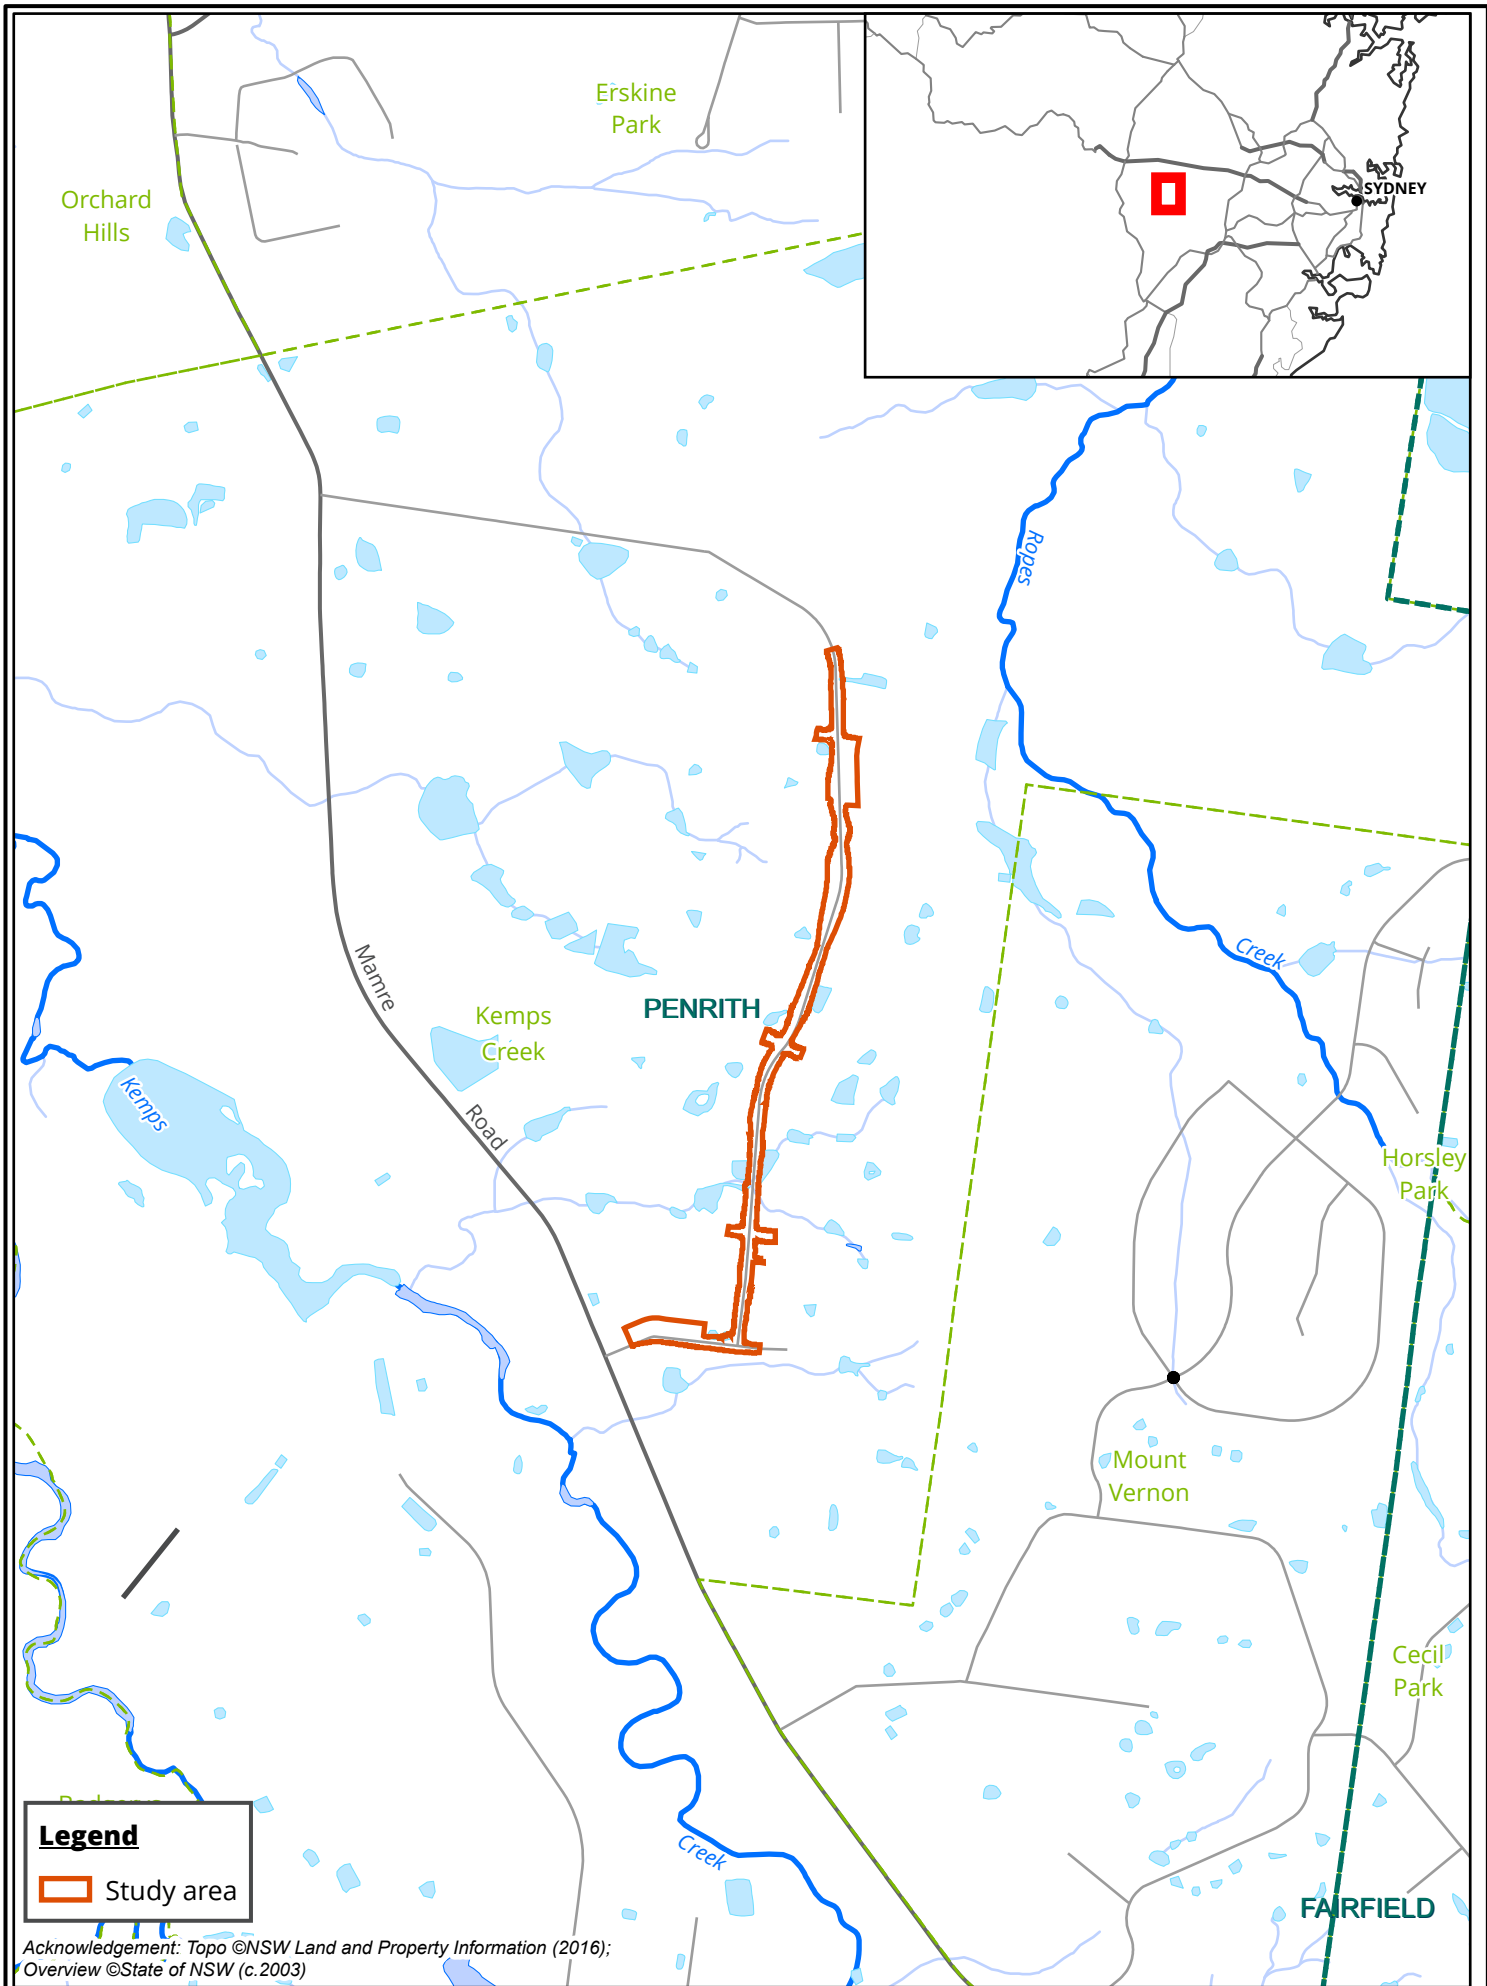 Erskine
Park
Orchard
Hills
SYDNEY
Ropes
Mamre
Road
Kemps
Creek
PENRITH
Creek
Kemps
Horsley
Park
Mount
Vernon
Cecil
Park
Creek
FAIRFIELD
Legend
Study area
Acknowledgement: Topo ©NSW Land and Property Information (2016);
Overview ©State of NSW (c.2003)